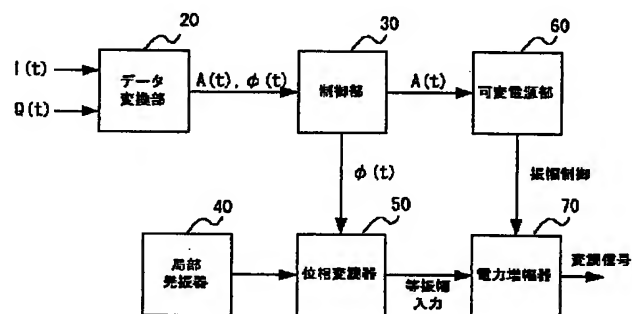 20
30
60
I(t)
Q(t)
データ
変換部
A(t), φ(t)
制御部
A(t)
可変電源部
φ(t)
振幅制御
40
50
70
局部
発振器
位相変調器
等振幅
入力
電力増幅器
変調信号